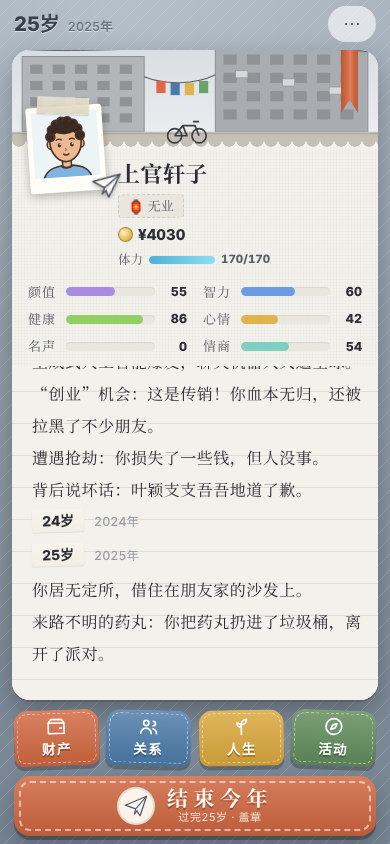 25岁 2025年
上官轩子
无业
¥4030
体力 170/170
颜值 55 智力 60
健康 86 心情 42
名声 0 情商 54
“创业”机会：这是传销！你血本无归，还被
拉黑了不少朋友。
遭遇抢劫：你损失了一些钱，但人没事。
背后说坏话：叶颖支支吾吾地道了歉。
24岁 2024年
25岁 2025年
你居无定所，借住在朋友家的沙发上。
来路不明的药丸：你把药丸扔进了垃圾桶，离
开了派对。
财产 关系 人生 活动
结束今年
过完25岁 · 盖章